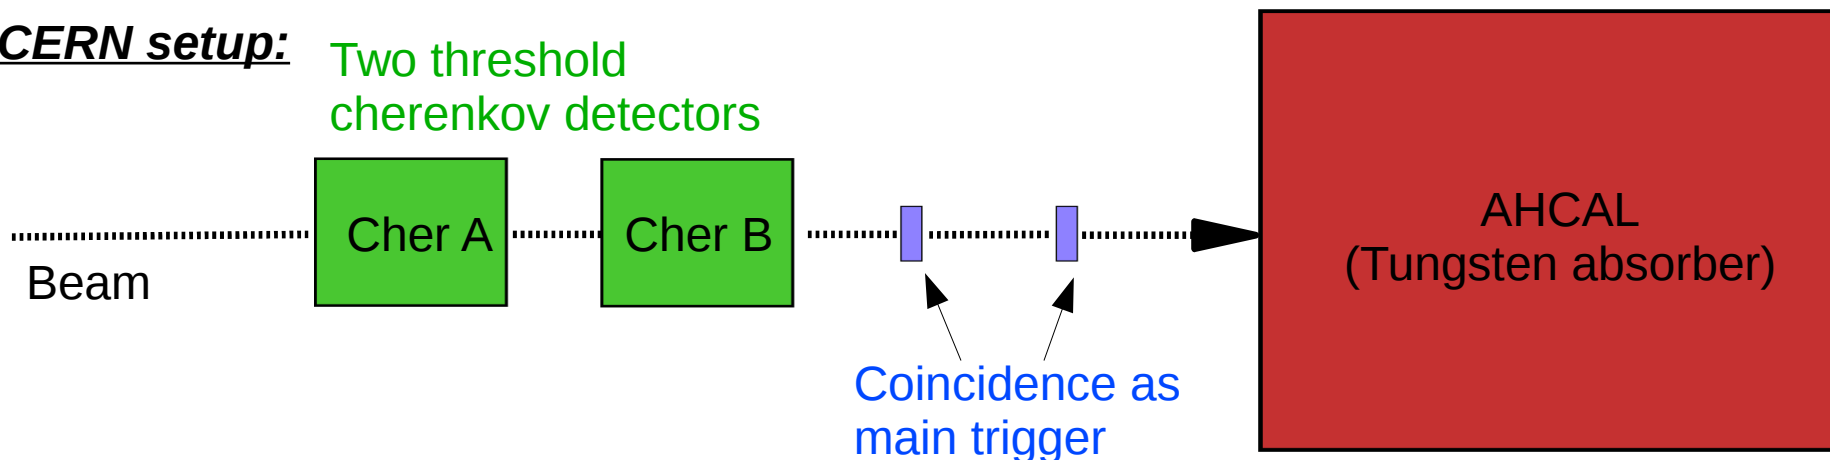 CERN setup:
Two threshold
cherenkov detectors
Cher A
Cher B
Beam
AHCAL
(Tungsten absorber)
Coincidence as
main trigger